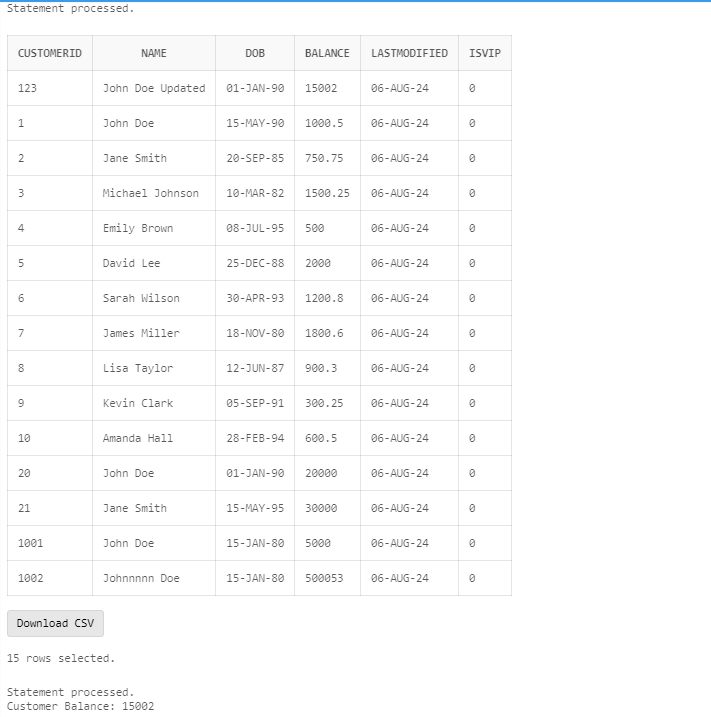 Statement processed.
CUSTOMERID NAME DOB BALANCE LASTMODIFIED ISVIP
123 John Doe Updated 01-JAN-90 15002 06-AUG-24 0
1 John Doe 15-MAY-90 1000.5 06-AUG-24 0
2 Jane Smith 20-SEP-85 750.75 06-AUG-24 0
3 Michael Johnson 10-MAR-82 1500.25 06-AUG-24 0
4 Emily Brown 08-JUL-95 500 06-AUG-24 0
5 David Lee 25-DEC-88 2000 06-AUG-24 0
6 Sarah Wilson 30-APR-93 1200.8 06-AUG-24 0
7 James Miller 18-NOV-80 1800.6 06-AUG-24 0
8 Lisa Taylor 12-JUN-87 900.3 06-AUG-24 0
9 Kevin Clark 05-SEP-91 300.25 06-AUG-24 0
10 Amanda Hall 28-FEB-94 600.5 06-AUG-24 0
20 John Doe 01-JAN-90 20000 06-AUG-24 0
21 Jane Smith 15-MAY-95 30000 06-AUG-24 0
1001 John Doe 15-JAN-80 5000 06-AUG-24 0
1002 Johnnnnn Doe 15-JAN-80 500053 06-AUG-24 0
Download CSV
15 rows selected.
Statement processed.
Customer Balance: 15002